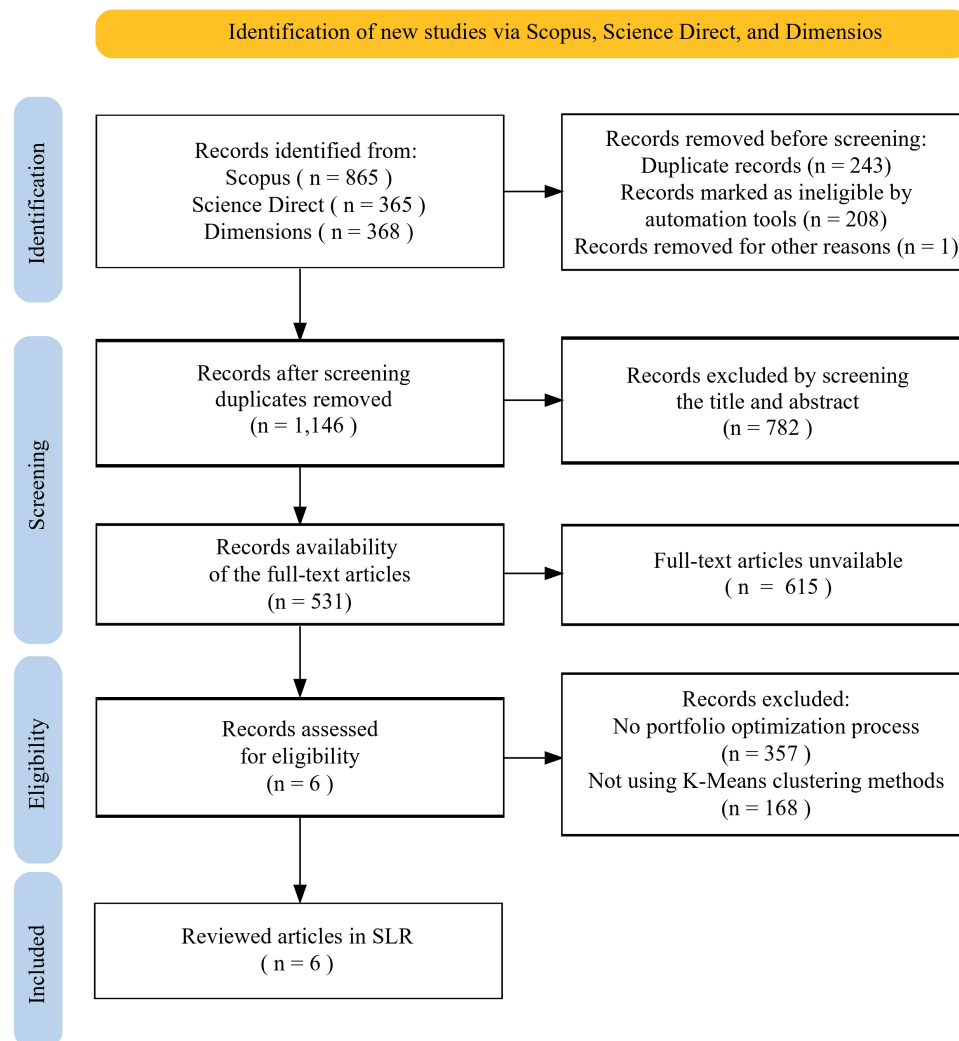 Identification of new studies via Scopus, Science Direct, and Dimensios
Identification
Records identified from:
Scopus ( n = 865 )
Science Direct ( n = 365 )
Dimensions ( n = 368 )
Records removed before screening:
Duplicate records (n = 243)
Records marked as ineligible by
automation tools (n = 208)
Records removed for other reasons (n = 1)
Screening
Records after screening
duplicates removed
(n = 1,146 )
Records excluded by screening
the title and abstract
(n = 782 )
Records availability
of the full-text articles
(n = 531)
Full-text articles unvailable
( n = 615 )
Eligibility
Records assessed
for eligibility
( n = 6 )
Records excluded:
No portfolio optimization process
(n = 357 )
Not using K-Means clustering methods
(n = 168 )
Included
Reviewed articles in SLR
( n = 6 )